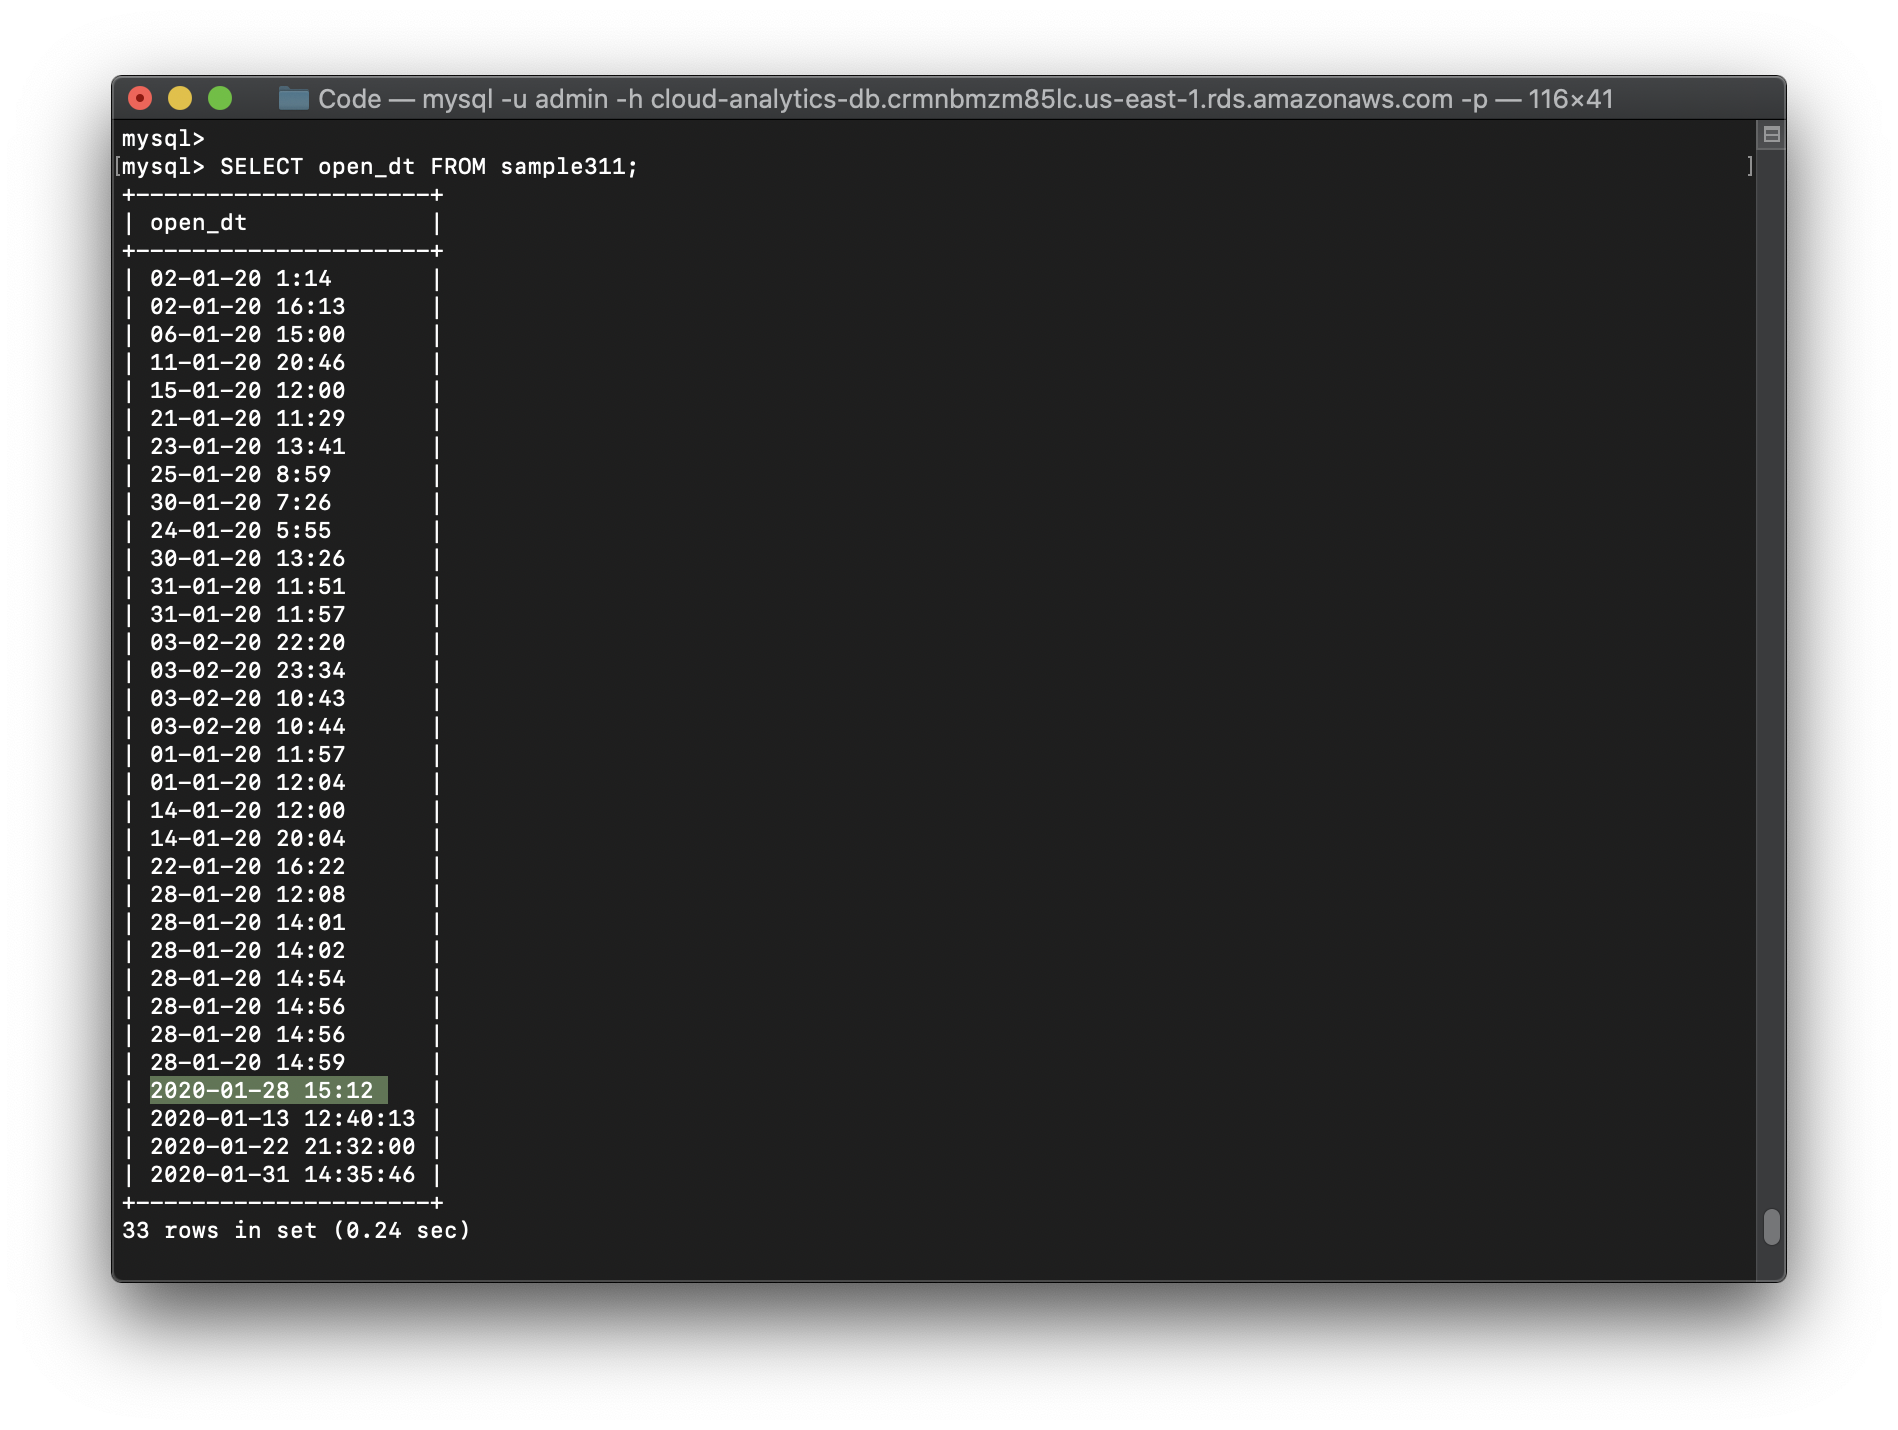 Code — mysql -u admin -h cloud-analytics-db.crmnbmzm85lc.us-east-1.rds.amazonaws.com -p — 116×41
mysql>
[mysql> SELECT open_dt FROM sample311; ]
+---------------------+
| open_dt             |
+---------------------+
| 02-01-20 1:14       |
| 02-01-20 16:13      |
| 06-01-20 15:00      |
| 11-01-20 20:46      |
| 15-01-20 12:00      |
| 21-01-20 11:29      |
| 23-01-20 13:41      |
| 25-01-20 8:59       |
| 30-01-20 7:26       |
| 24-01-20 5:55       |
| 30-01-20 13:26      |
| 31-01-20 11:51      |
| 31-01-20 11:57      |
| 03-02-20 22:20      |
| 03-02-20 23:34      |
| 03-02-20 10:43      |
| 03-02-20 10:44      |
| 01-01-20 11:57      |
| 01-01-20 12:04      |
| 14-01-20 12:00      |
| 14-01-20 20:04      |
| 22-01-20 16:22      |
| 28-01-20 12:08      |
| 28-01-20 14:01      |
| 28-01-20 14:02      |
| 28-01-20 14:54      |
| 28-01-20 14:56      |
| 28-01-20 14:56      |
| 28-01-20 14:59      |
| 2020-01-28 15:12    |
| 2020-01-13 12:40:13 |
| 2020-01-22 21:32:00 |
| 2020-01-31 14:35:46 |
+---------------------+
33 rows in set (0.24 sec)